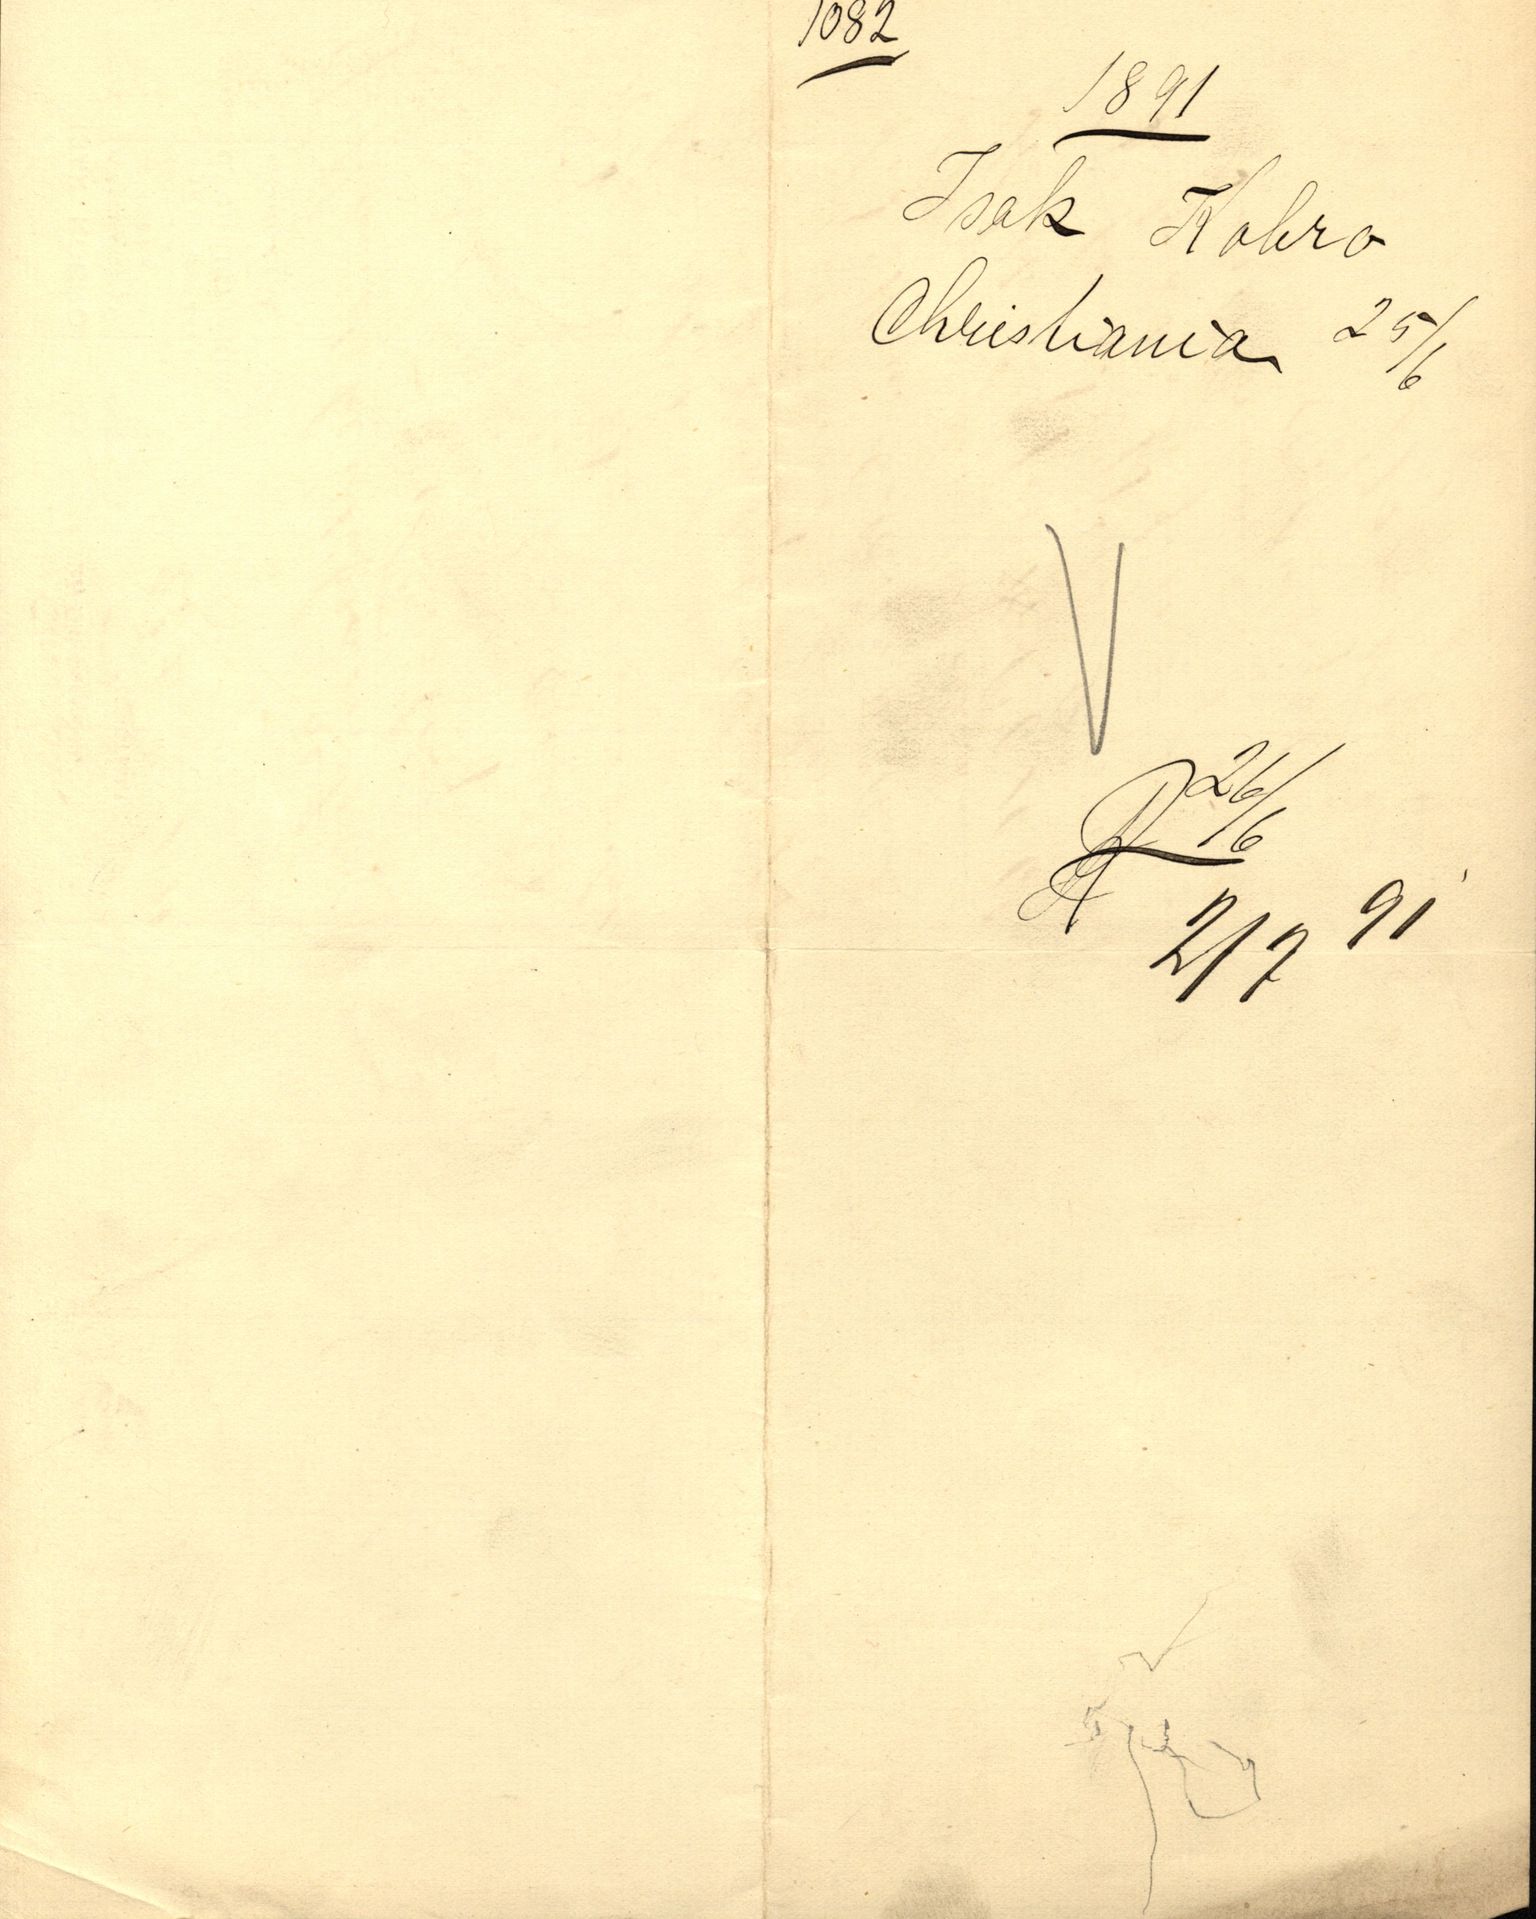 1082
1891
Isak Kobro
Christiania 25/6
26/6
2/7 91